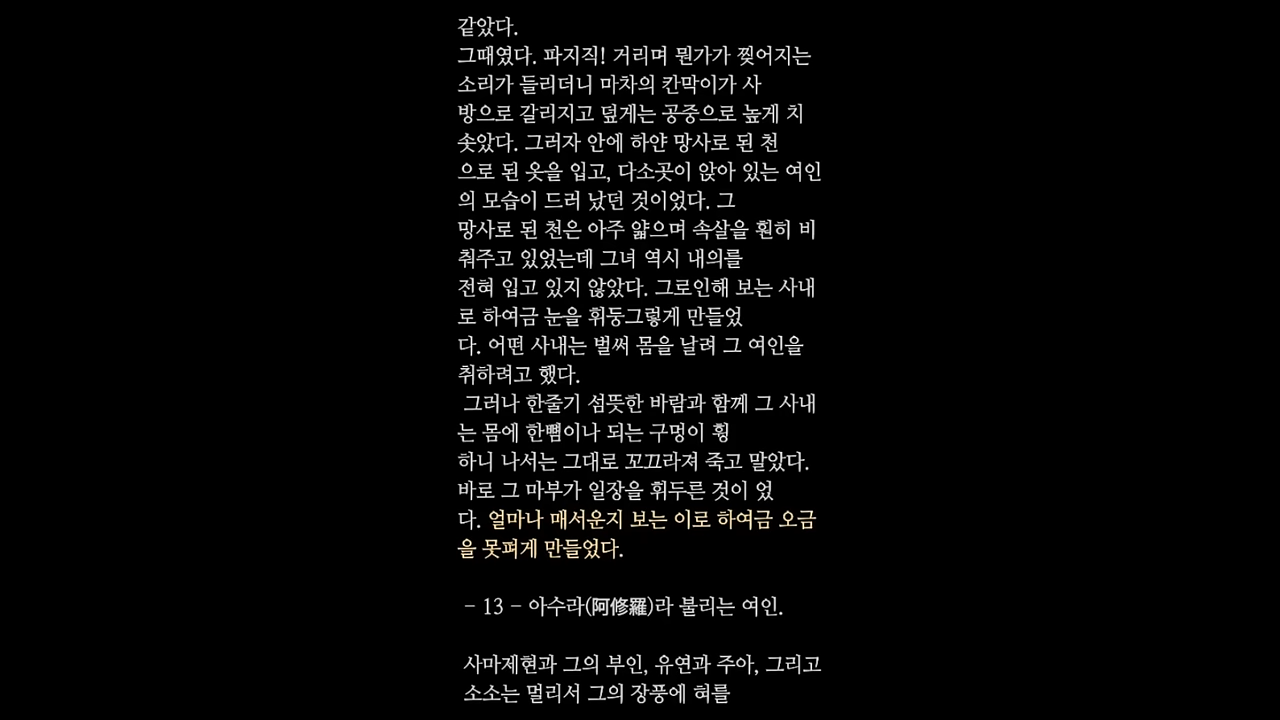 같았다.
그때였다. 파지직! 거리며 뭔가가 찢어지는
소리가 들리더니 마차의 칸막이가 사
방으로 갈리지고 덮게는 공중으로 높게 치
솟았다. 그러자 안에 하얀 망사로 된 천
으로 된 옷을 입고, 다소곳이 앉아 있는 여인
의 모습이 드러 났던 것이었다. 그
망사로 된 천은 아주 얇으며 속살을 훤히 비
춰주고 있었는데 그녀 역시 내의를
전혀 입고 있지 않았다. 그로인해 보는 사내
로 하여금 눈을 휘둥그렇게 만들었
다. 어떤 사내는 벌써 몸을 날려 그 여인을
취하려고 했다.
그러나 한줄기 섬뜻한 바람과 함께 그 사내
는 몸에 한뼘이나 되는 구멍이 휭
하니 나서는 그대로 꼬끄라져 죽고 말았다.
바로 그 마부가 일장을 휘두른 것이 었
다. 얼마나 매서운지 보는 이로 하여금 오금
을 못펴게 만들었다.
- 13 - 아수라(阿修羅)라 불리는 여인.
사마제현과 그의 부인, 유연과 주아, 그리고
소소는 멀리서 그의 장풍에 혀를